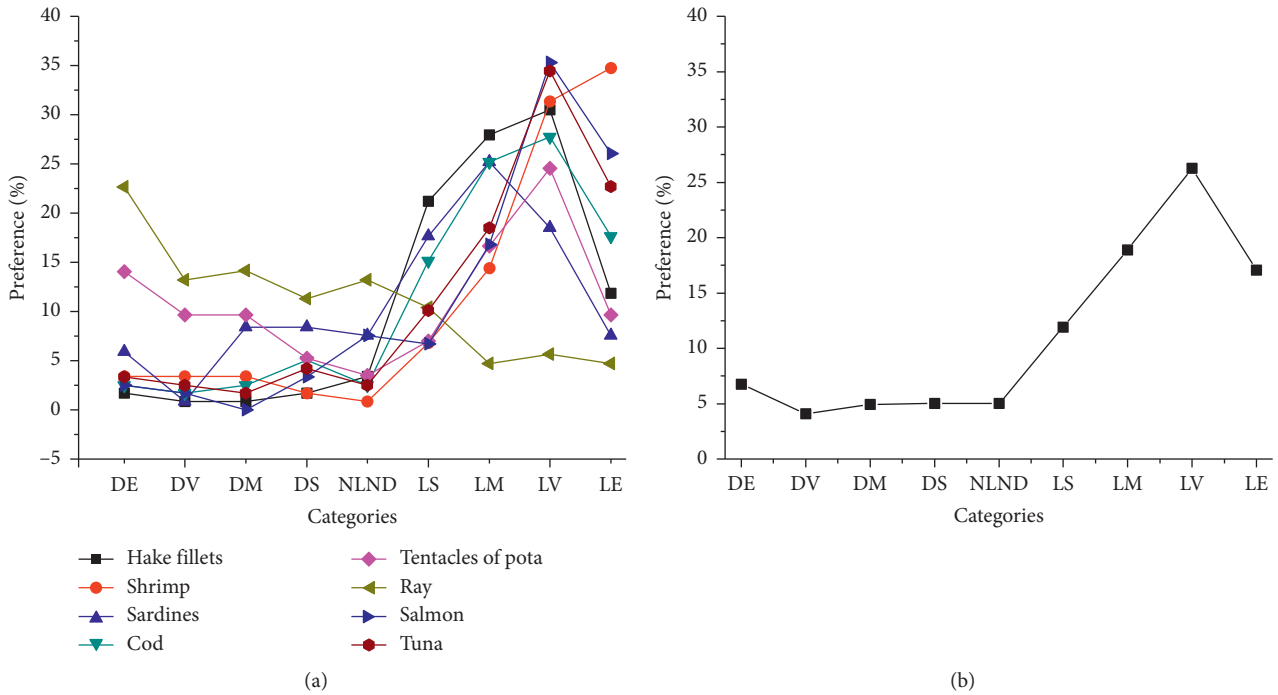 40
35
30
25
20
15
10
5
0
–5
Preference (%)
DE DV DM DS NLND LS LM LV LE
Categories
Hake fillets
Shrimp
Sardines
Cod
Tentacles of pota
Ray
Salmon
Tuna
(a)
40
35
30
25
20
15
10
5
0
Preference (%)
DE DV DM DS NLND LS LM LV LE
Categories
(b)